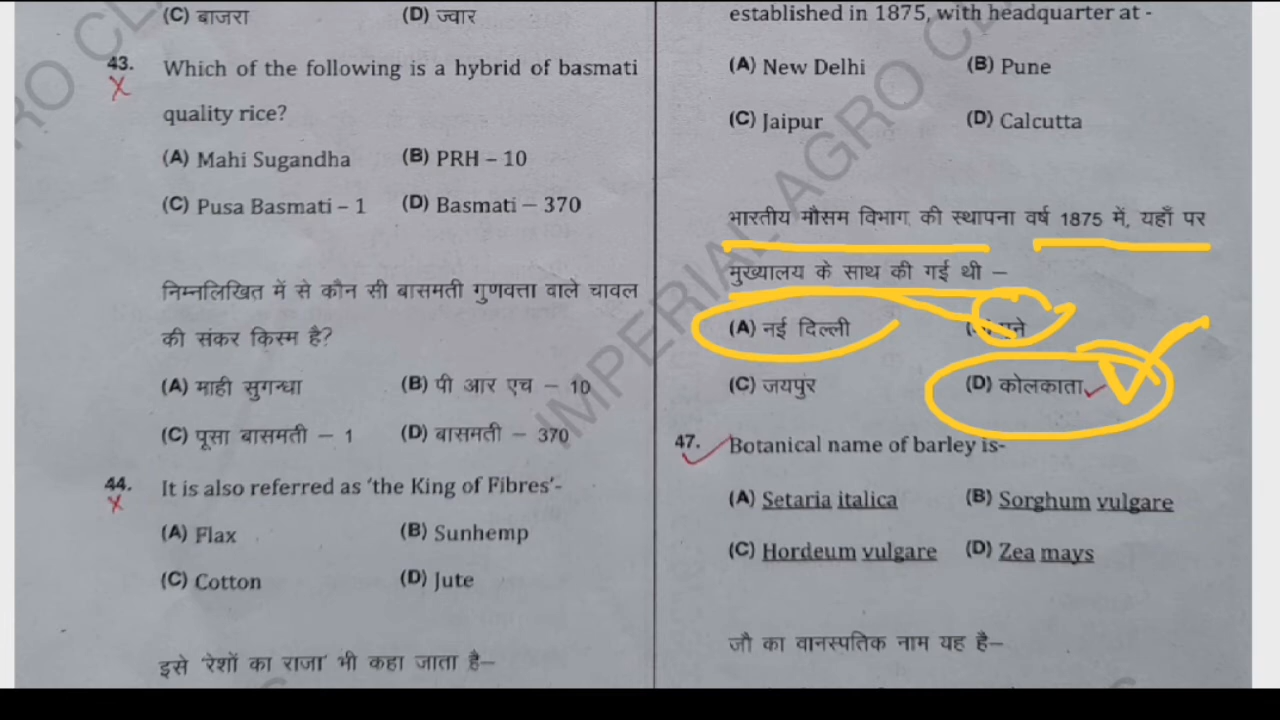 (C) बाजरा (D) ज्वार
43. Which of the following is a hybrid of basmati
quality rice?
(A) Mahi Sugandha (B) PRH – 10
(C) Pusa Basmati – 1 (D) Basmati – 370
निम्नलिखित में से कौन सी बासमती गुणवत्ता वाले चावल
की संकर किस्म है?
(A) माही सुगन्धा (B) पी आर एच – 10
(C) पूसा बासमती – 1 (D) बासमती – 370
44. It is also referred as ‘the King of Fibres’-
(A) Flax (B) Sunhemp
(C) Cotton (D) Jute
इसे ‘रेशों का राजा’ भी कहा जाता है–
established in 1875, with headquarter at -
(A) New Delhi (B) Pune
(C) Jaipur (D) Calcutta
भारतीय मौसम विभाग की स्थापना वर्ष 1875 में, यहाँ पर
मुख्यालय के साथ की गई थी –
(A) नई दिल्ली
(C) जयपुर (D) कोलकाता
47. Botanical name of barley is-
(A) Setaria italica (B) Sorghum vulgare
(C) Hordeum vulgare (D) Zea mays
जौ का वानस्पतिक नाम यह है–
IMPERIAL AGRO